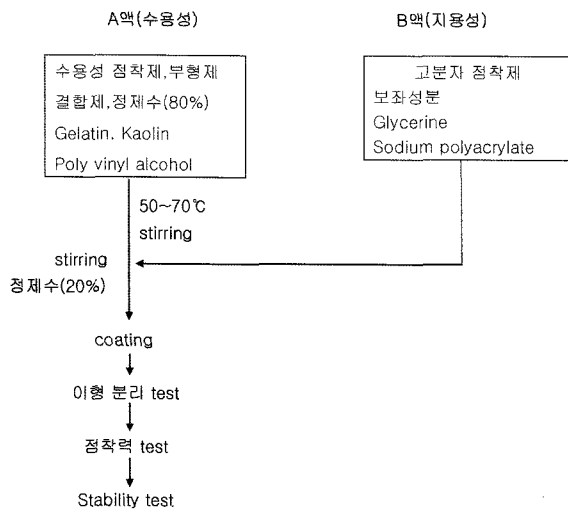 A액(수용성)
수용성 점착제,부형제
결합제,정제수(80%)
Gelatin. Kaolin
Poly vinyl alcohol
B액(지용성)
고분자 점착제
보좌성분
Glycerine
Sodium polyacrylate
50~70℃
stirring
stirring
정제수(20%)
coating
이형 분리 test
점착력 test
Stability test